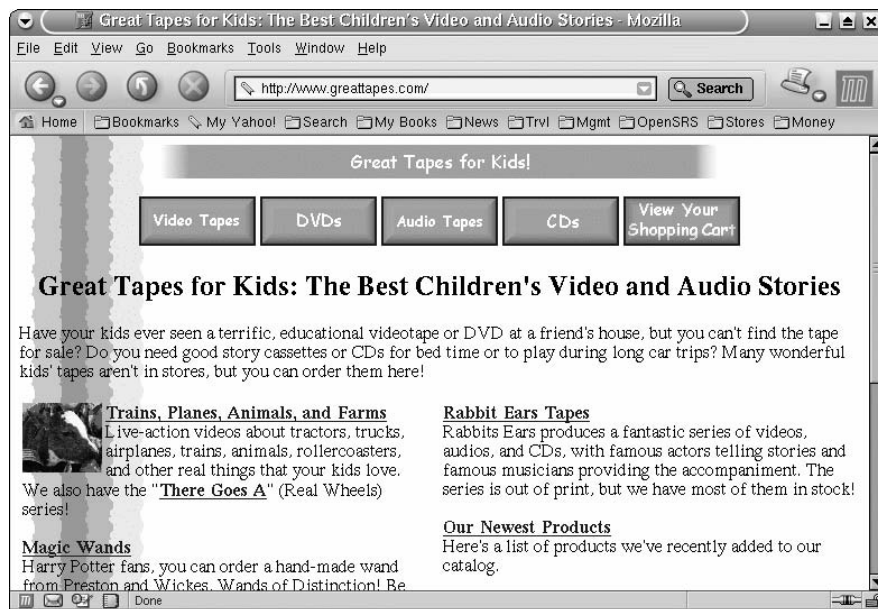 Great Tapes for Kids: The Best Children's Video and Audio Stories - Mozilla
File Edit View Go Bookmarks Tools Window Help
http://www.greattapes.com/ Search
Home Bookmarks My Yahoo! Search My Books News Trvl Mgmt OpenSRS Stores Money
Great Tapes for Kids!
Video Tapes DVDs Audio Tapes CDs View Your
Shopping Cart
Great Tapes for Kids: The Best Children's Video and Audio Stories
Have your kids ever seen a terrific, educational videotape or DVD at a friend's house, but you can't find the tape
for sale? Do you need good story cassettes or CDs for bed time or to play during long car trips? Many wonderful
kids' tapes aren't in stores, but you can order them here!
Trains, Planes, Animals, and Farms
Live-action videos about tractors, trucks,
airplanes, trains, animals, rollercoasters,
and other real things that your kids love.
We also have the "There Goes A" (Real Wheels)
series!
Magic Wands
Harry Potter fans, you can order a hand-made wand
from Preston and Wickes, Wands of Distinction! Be
Rabbit Ears Tapes
Rabbits Ears produces a fantastic series of videos,
audios, and CDs, with famous actors telling stories and
famous musicians providing the accompaniment. The
series is out of print, but we have most of them in stock!
Our Newest Products
Here's a list of products we've recently added to our
catalog.
Done